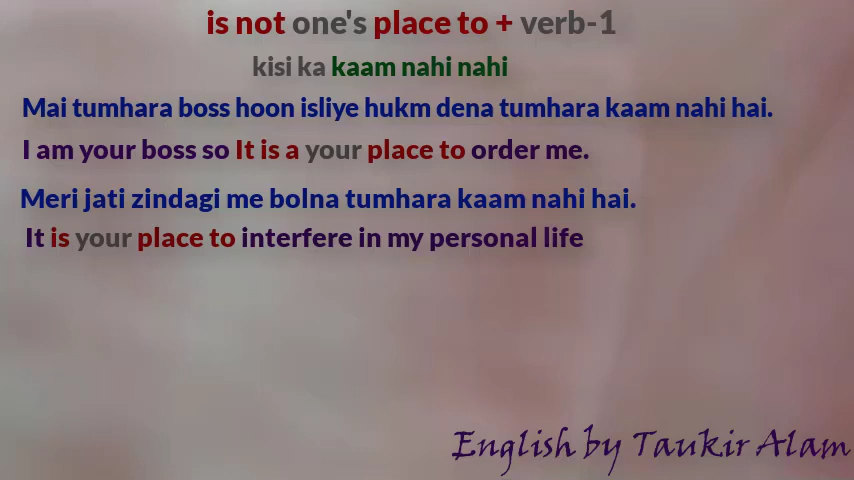 is not one's place to + verb-1
kisi ka kaam nahi nahi
Mai tumhara boss hoon isliye hukm dena tumhara kaam nahi hai.
I am your boss so It is a your place to order me.
Meri jati zindagi me bolna tumhara kaam nahi hai.
It is your place to interfere in my personal life
English by Taukir Alam